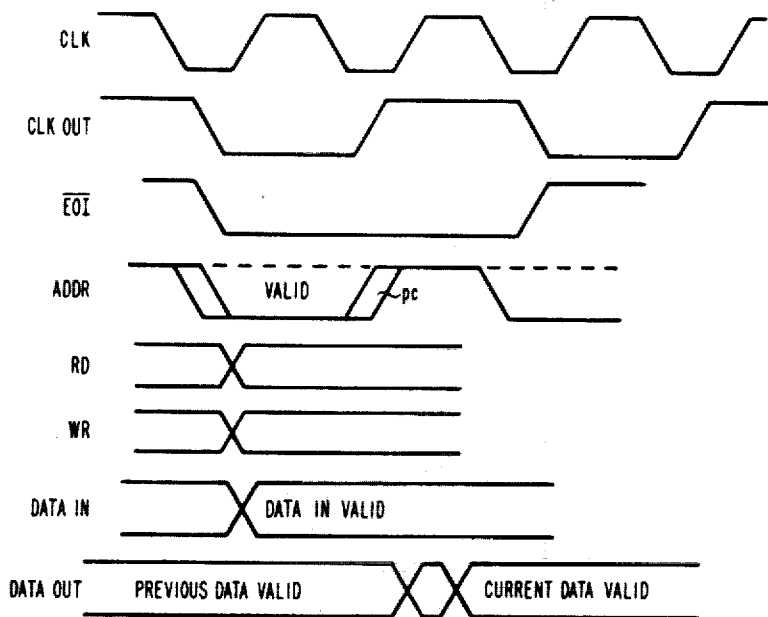 CLK
CLK OUT
EOI
ADDR VALID pc
RD
WR
DATA IN DATA IN VALID
DATA OUT PREVIOUS DATA VALID CURRENT DATA VALID